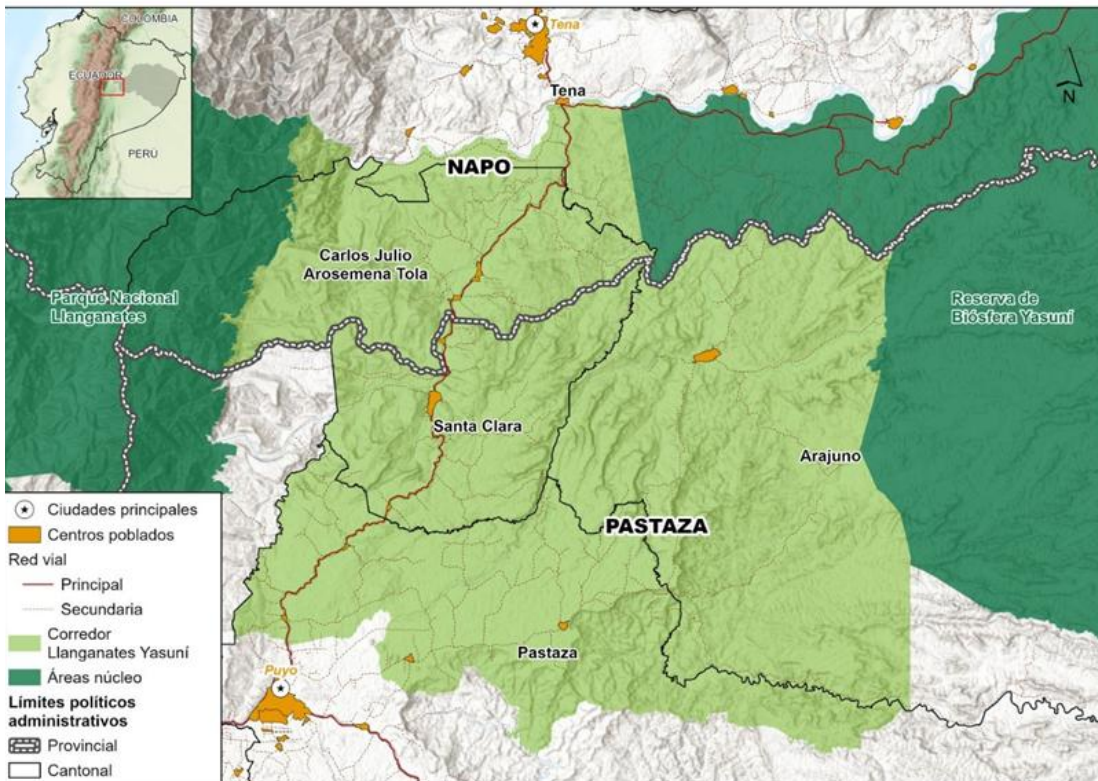 COLOMBIA
ECUADOR
PERÚ
Tena
Tena
N
NAPO
Carlos Julio
Arosemena Tola
Parque Nacional
Llanganates
Reserva de
Biósfera Yasuní
Santa Clara
Arajuno
PASTAZA
Pastaza
Puyo
Ciudades principales
Centros poblados
Red vial
Principal
Secundaria
Corredor
Llanganates Yasuní
Áreas núcleo
Límites políticos
administrativos
Provincial
Cantonal